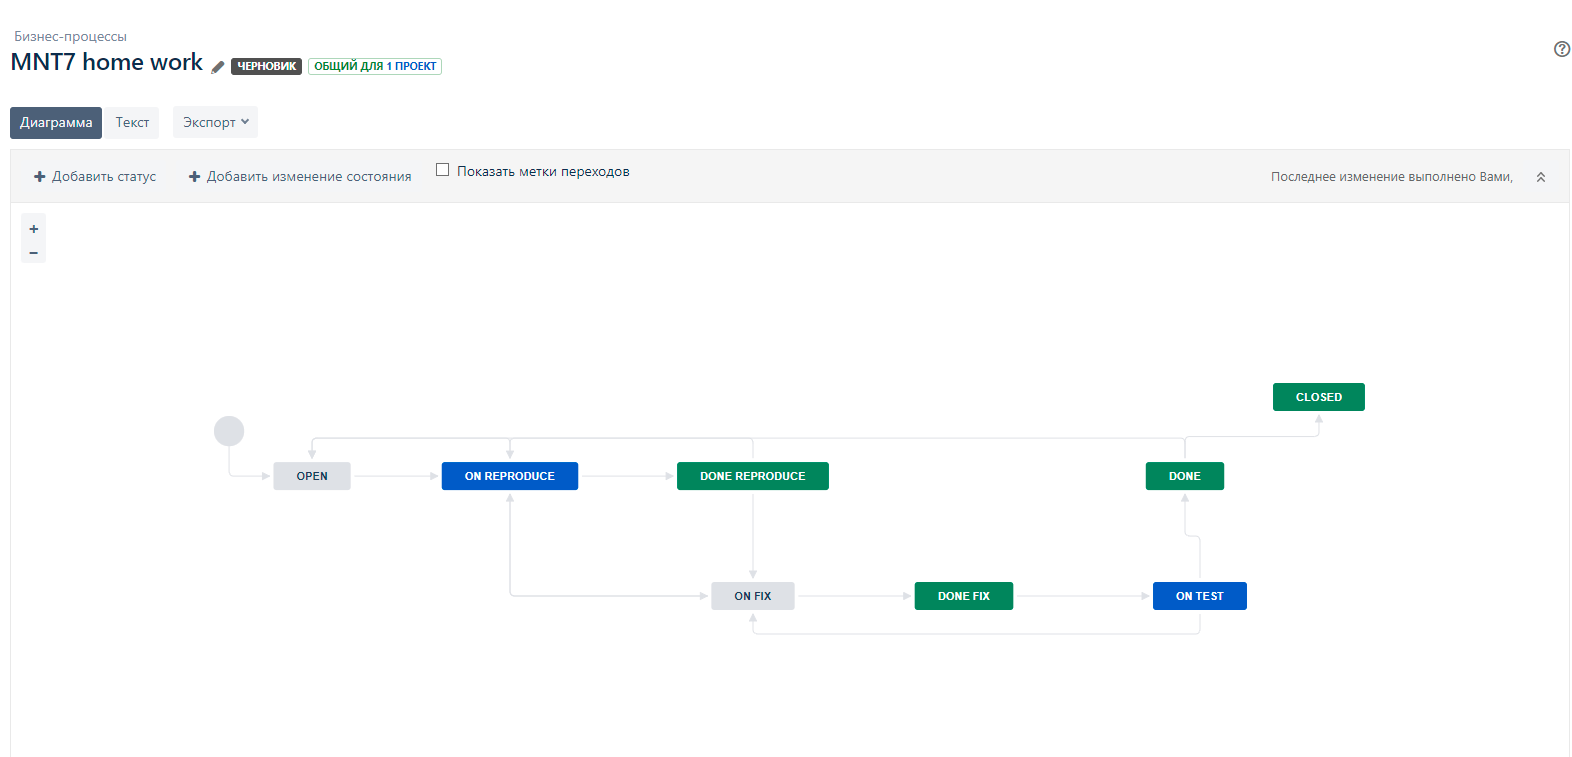 Бизнес-процессы
MNT7 home work ЧЕРНОВИК ОБЩИЙ ДЛЯ 1 ПРОЕКТ
Диаграмма Текст Экспорт
Добавить статус Добавить изменение состояния Показать метки переходов Последнее изменение выполнено Вами,
CLOSED
OPEN ON REPRODUCE DONE REPRODUCE DONE
ON FIX DONE FIX ON TEST